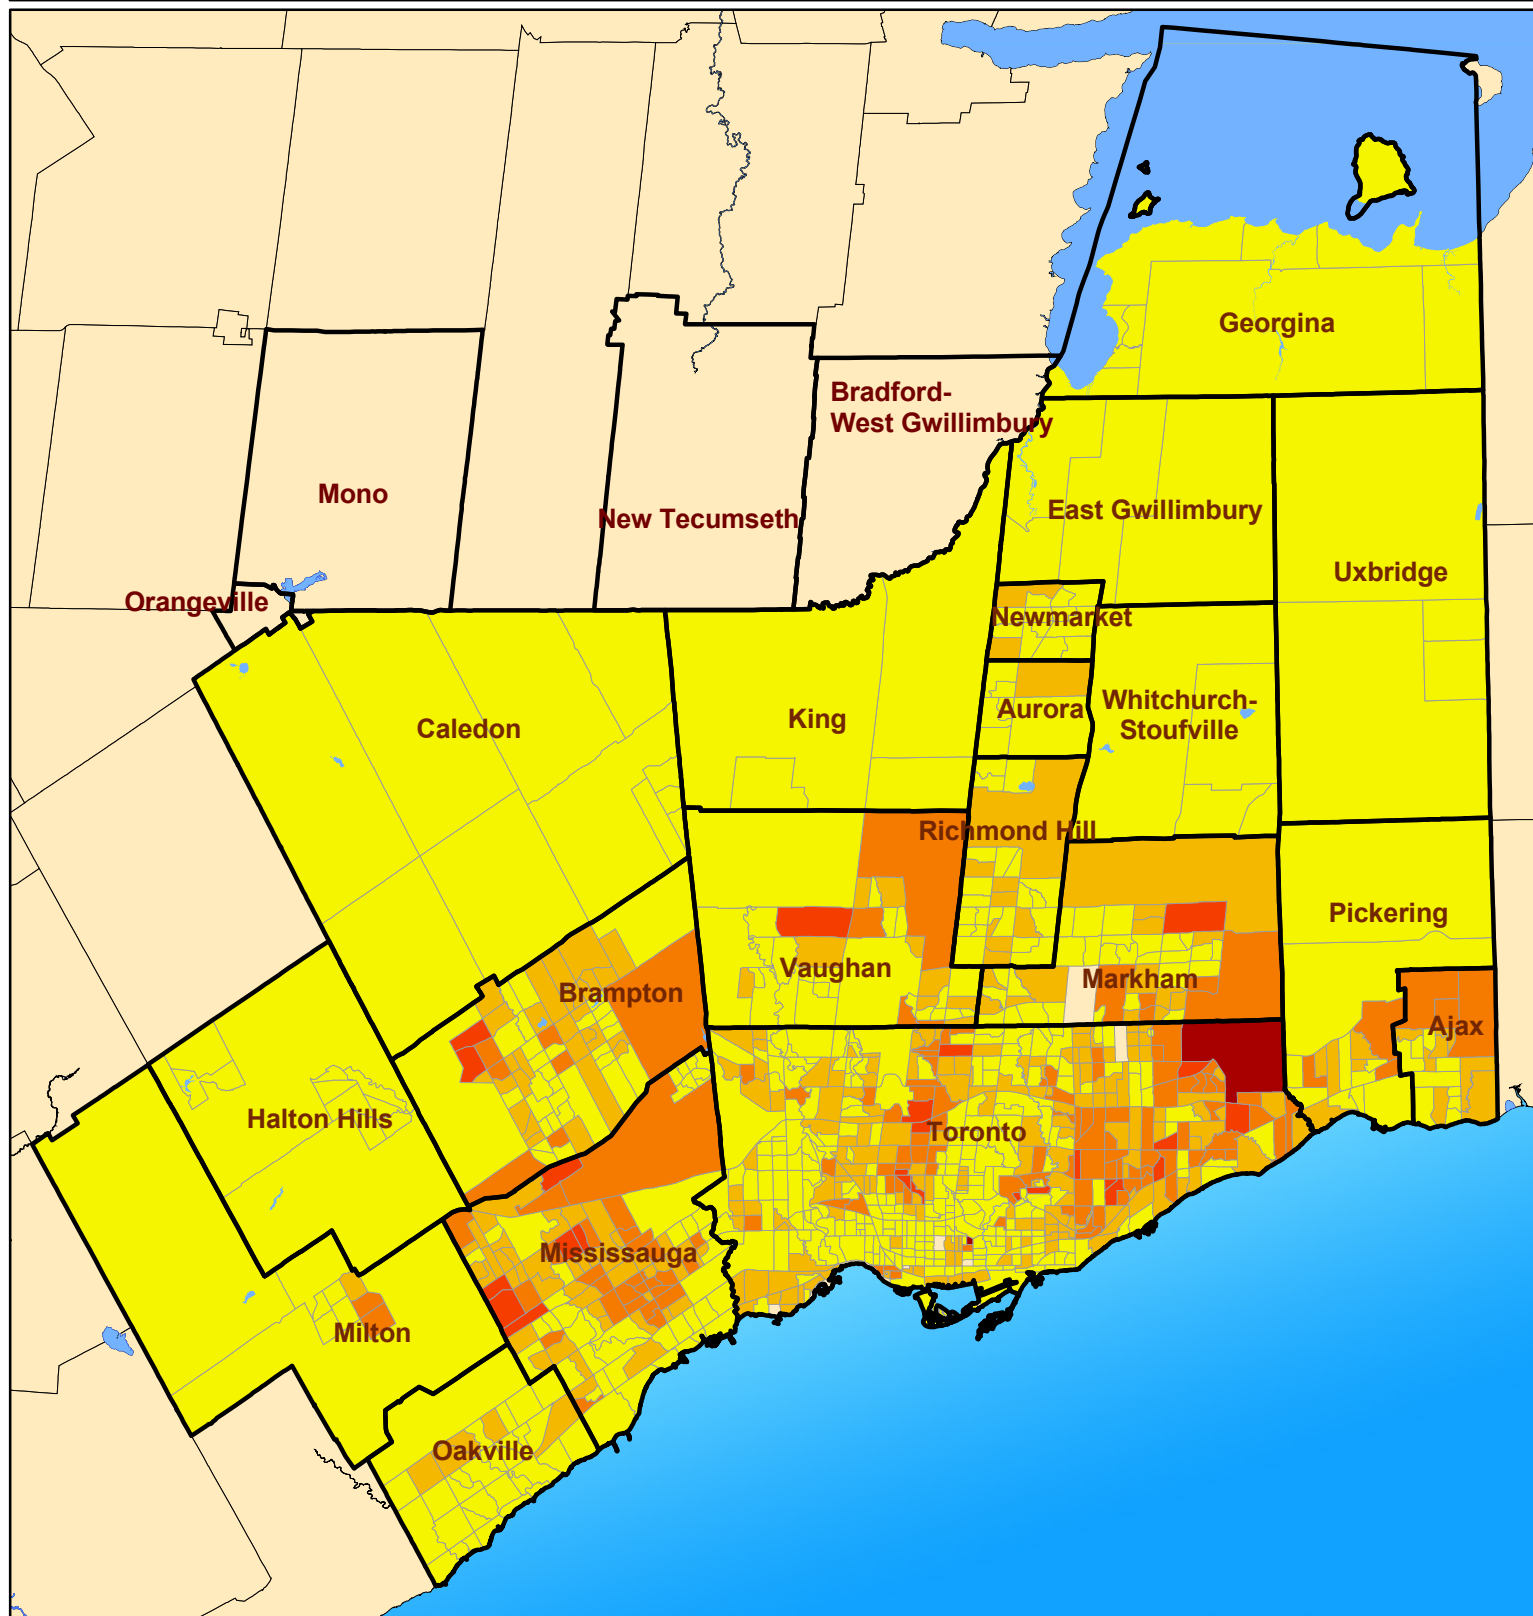 Georgina
Bradford-
West Gwillimbury
Mono
New Tecumseth
East Gwillimbury
Uxbridge
Orangeville
Newmarket
Caledon
King
Aurora
Whitchurch-
Stoufville
Richmond Hill
Pickering
Vaughan
Markham
Brampton
Ajax
Halton Hills
Toronto
Mississauga
Milton
Oakville